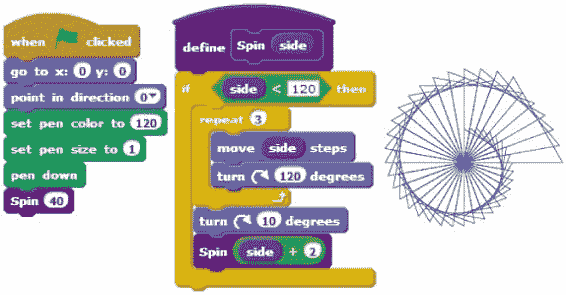 when clicked
go to x: 0 y: 0
point in direction 0
set pen color to 120
set pen size to 1
pen down
Spin 40
define Spin side
if side < 120 then
repeat 3
move side steps
turn 120 degrees
turn 10 degrees
Spin side + 2